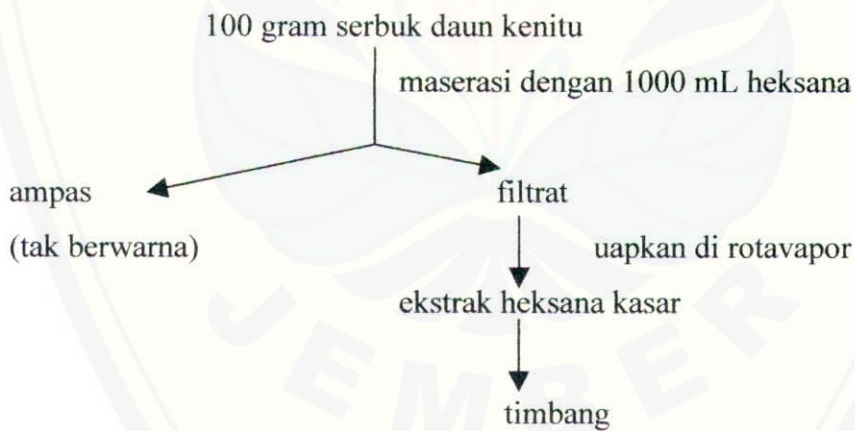 100 gram serbuk daun kenitu
maserasi dengan 1000 mL heksana
ampas
filtrat
(tak berwarna)
uapkan di rotavapor
ekstrak heksana kasar
timbang
JEMBER